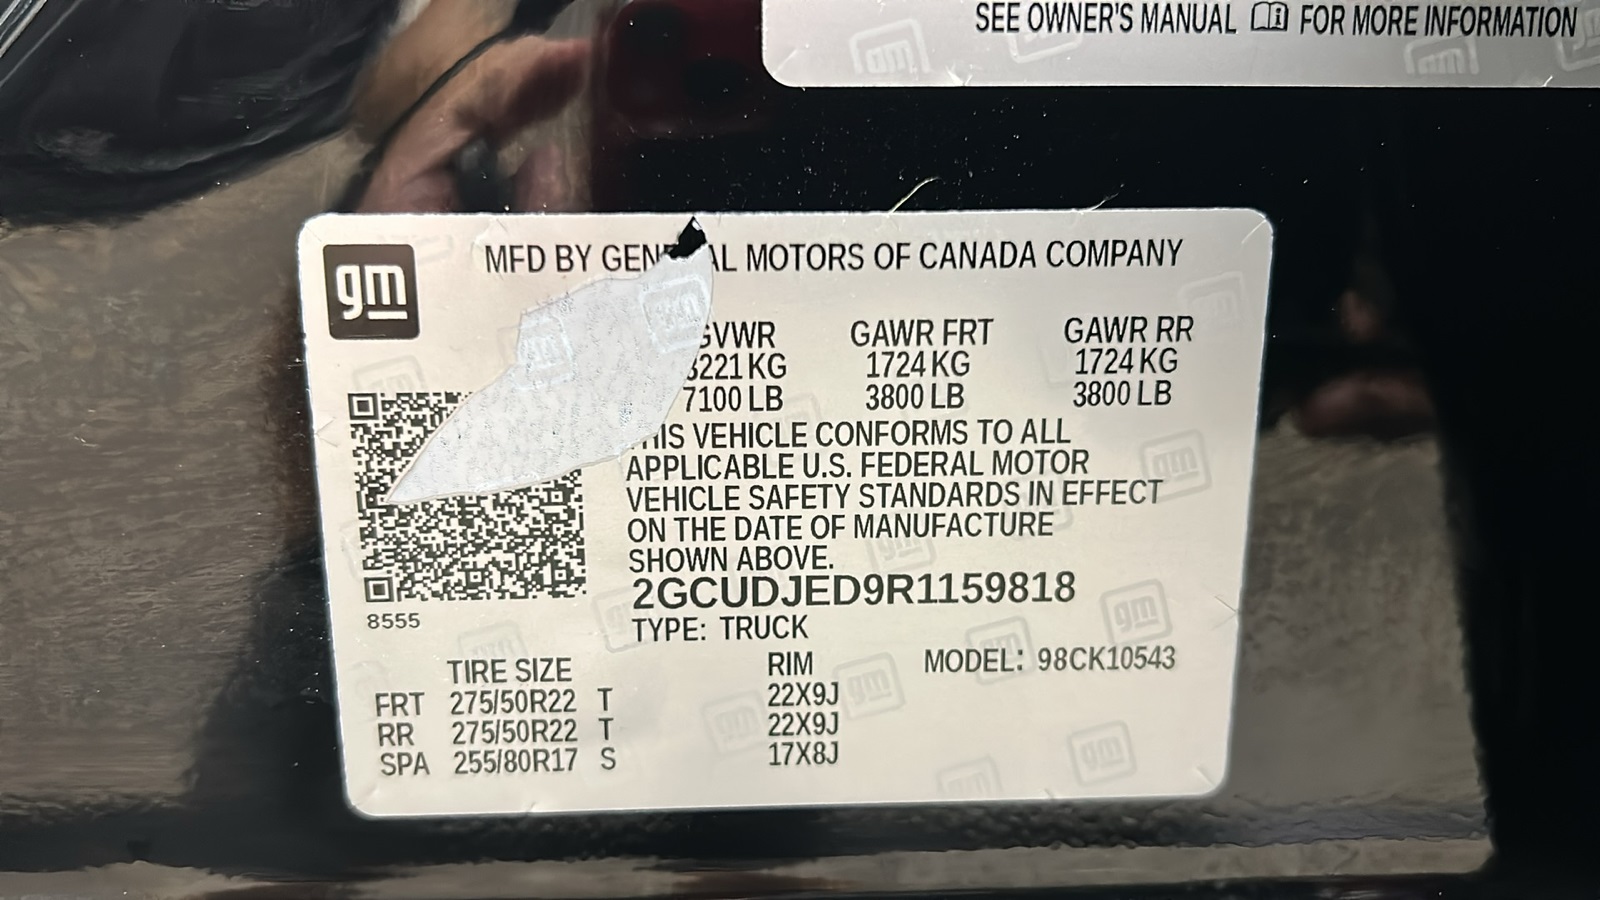 SEE OWNER'S MANUAL FOR MORE INFORMATION
gm
MFD BY GENERAL MOTORS OF CANADA COMPANY
GVWR GAWR FRT GAWR RR
3221 KG 1724 KG 1724 KG
7100 LB 3800 LB 3800 LB
THIS VEHICLE CONFORMS TO ALL
APPLICABLE U.S. FEDERAL MOTOR
VEHICLE SAFETY STANDARDS IN EFFECT
ON THE DATE OF MANUFACTURE
SHOWN ABOVE.
2GCUDJED9R1159818
8555
TYPE: TRUCK
TIRE SIZE RIM MODEL: 98CK10543
FRT 275/50R22 T 22X9J
RR 275/50R22 T 22X9J
SPA 255/80R17 S 17X8J